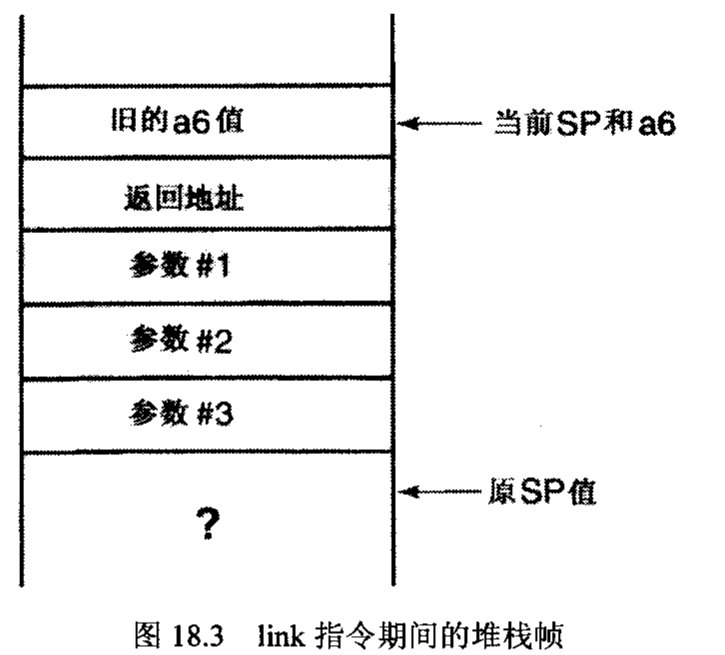 旧的a6值
当前SP和a6
返回地址
参数 #1
参数 #2
参数 #3
原SP值
?
图 18.3 link 指令期间的堆栈帧